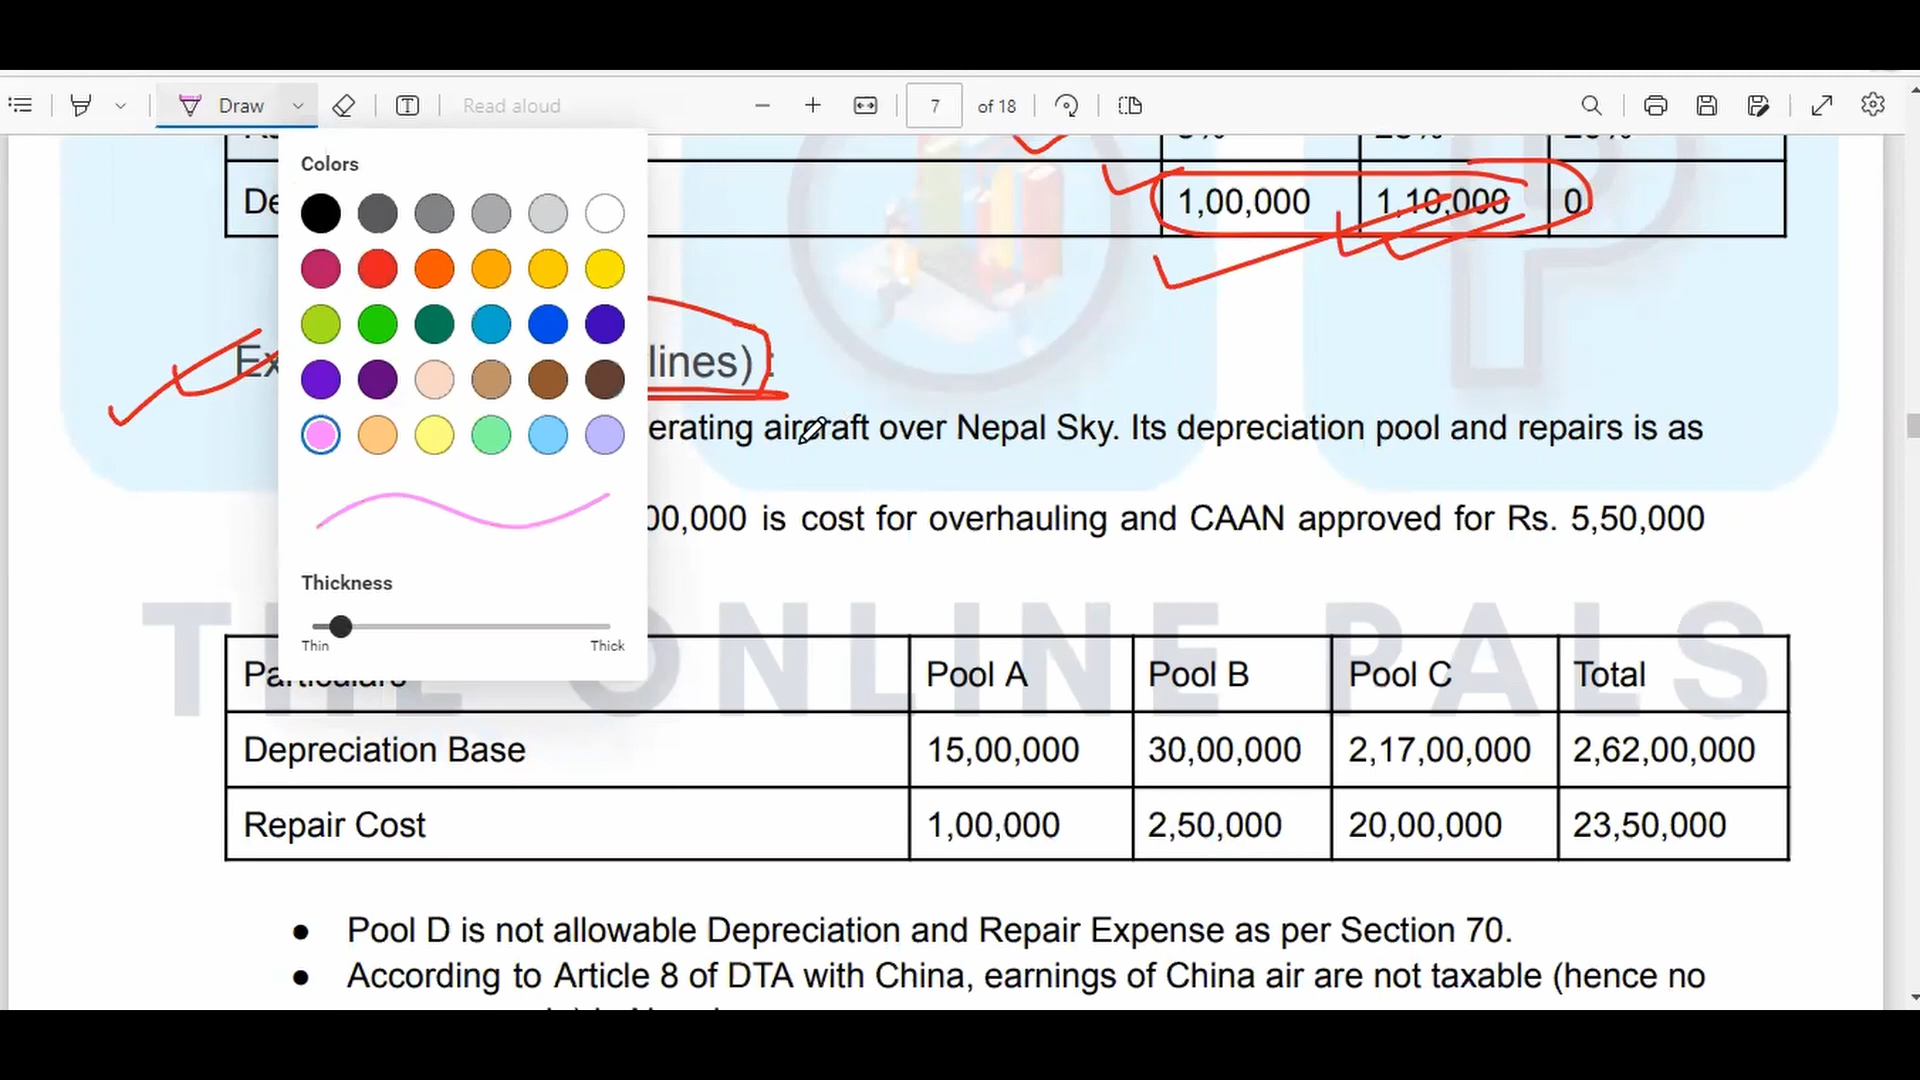 Draw
Read aloud
7 of 18
De 1,00,000 1,10,000 0
Colors
Ex lines) :
erating aircraft over Nepal Sky. Its depreciation pool and repairs is as
00,000 is cost for overhauling and CAAN approved for Rs. 5,50,000
Thickness
Thin Thick
THE ONLINE PALS
Particulars Pool A Pool B Pool C Total
Depreciation Base 15,00,000 30,00,000 2,17,00,000 2,62,00,000
Repair Cost 1,00,000 2,50,000 20,00,000 23,50,000
● Pool D is not allowable Depreciation and Repair Expense as per Section 70.
● According to Article 8 of DTA with China, earnings of China air are not taxable (hence no